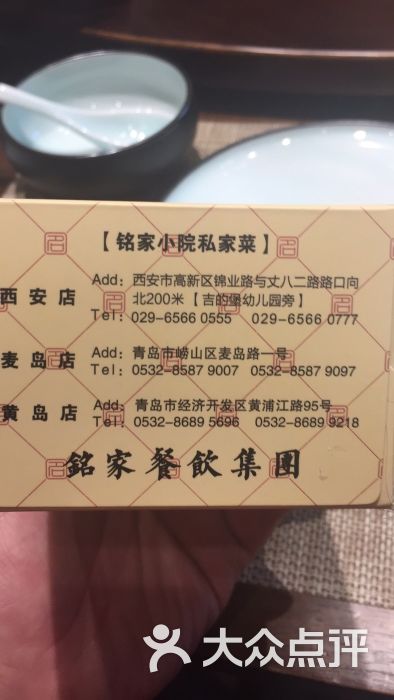 【铭家小院私家菜】
西安店 Add: 西安市高新区锦业路与丈八二路路口向
北200米【吉的堡幼儿园旁】
Tel: 029-6566 0555 029-6566 0777
麦岛店 Add: 青岛市崂山区麦岛路一号
Tel: 0532-8587 9007 0532-8587 9097
黄岛店 Add: 青岛市经济开发区黄浦江路95号
Tel: 0532-8689 5696 0532-8689 9218
銘家餐飲集團
大众点评